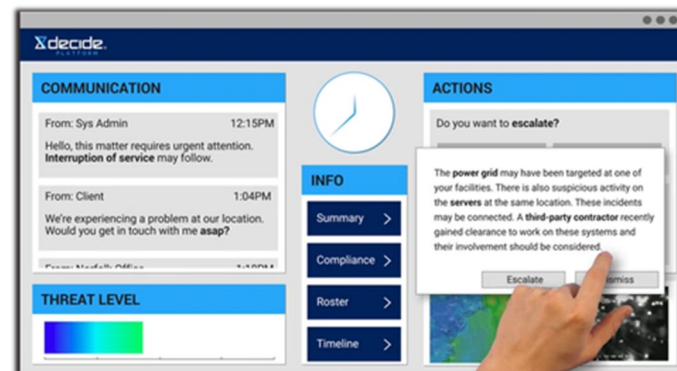 decide.
PLATFORM
COMMUNICATION
From: Sys Admin 12:15PM
Hello, this matter requires urgent attention.
Interruption of service may follow.
From: Client 1:04PM
We're experiencing a problem at our location.
Would you get in touch with me asap?
THREAT LEVEL
INFO
Summary >
Compliance >
Roster >
Timeline >
ACTIONS
Do you want to escalate?
The power grid may have been targeted at one of
your facilities. There is also suspicious activity on
the servers at the same location. These incidents
may be connected. A third-party contractor recently
gained clearance to work on these systems and
their involvement should be considered.
Escalate